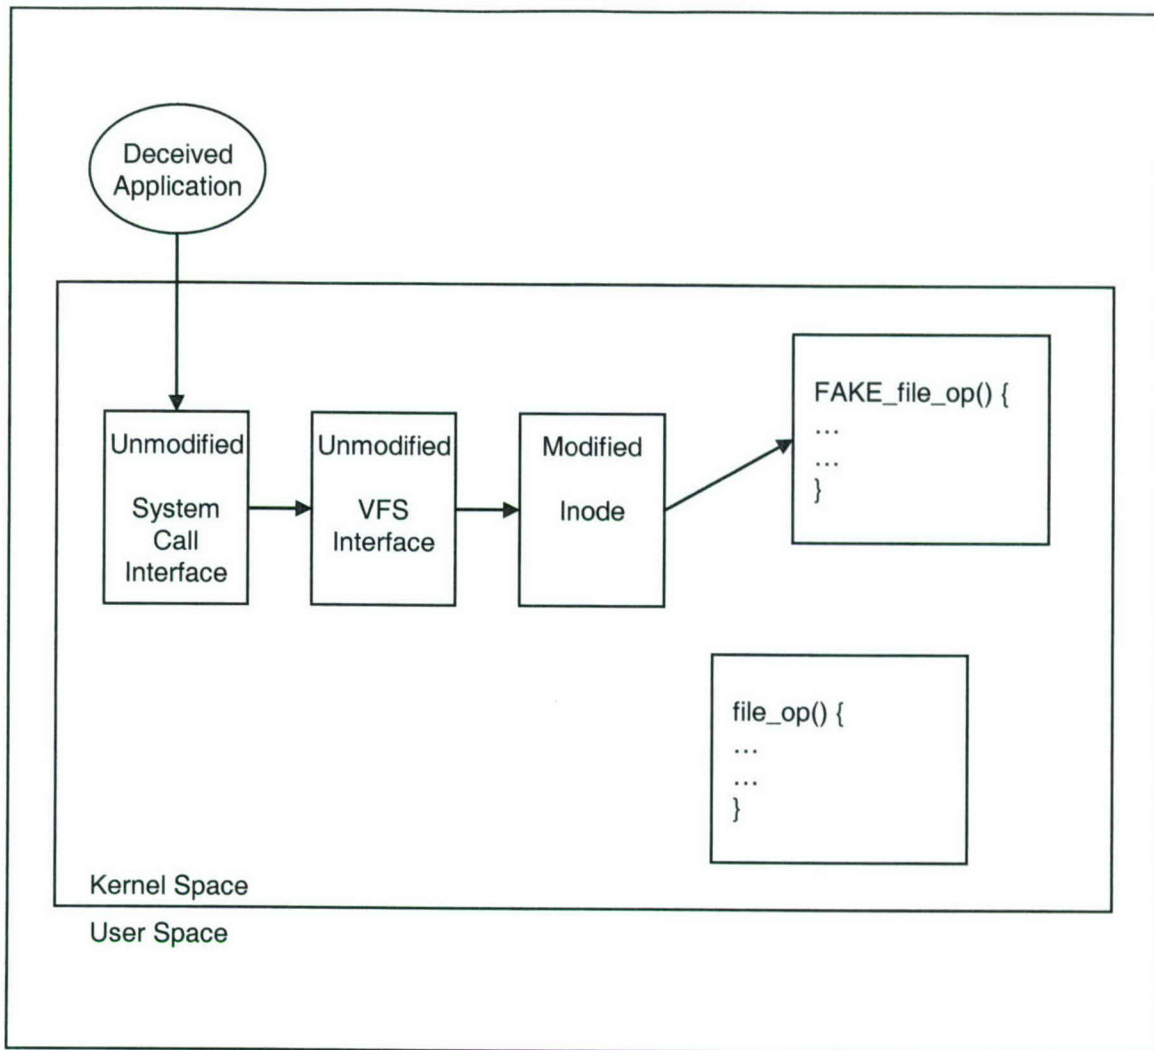 Deceived
Application
Unmodified
System
Call
Interface
Unmodified
VFS
Interface
Modified
Inode
FAKE_file_op() {
...
...
}
file_op() {
...
...
}
Kernel Space
User Space